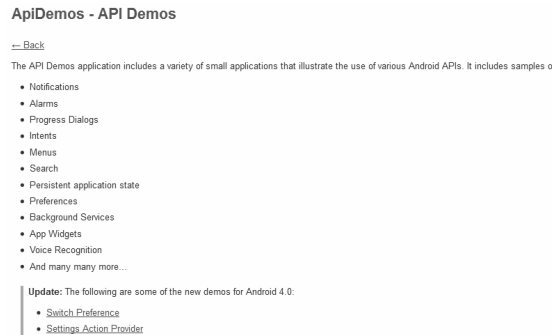 ApiDemos - API Demos
← Back
The API Demos application includes a variety of small applications that illustrate the use of various Android APIs. It includes samples
• Notifications
• Alarms
• Progress Dialogs
• Intents
• Menus
• Search
• Persistent application state
• Preferences
• Background Services
• App Widgets
• Voice Recognition
• And many many more...
Update: The following are some of the new demos for Android 4.0:
• Switch Preference
• Settings Action Provider